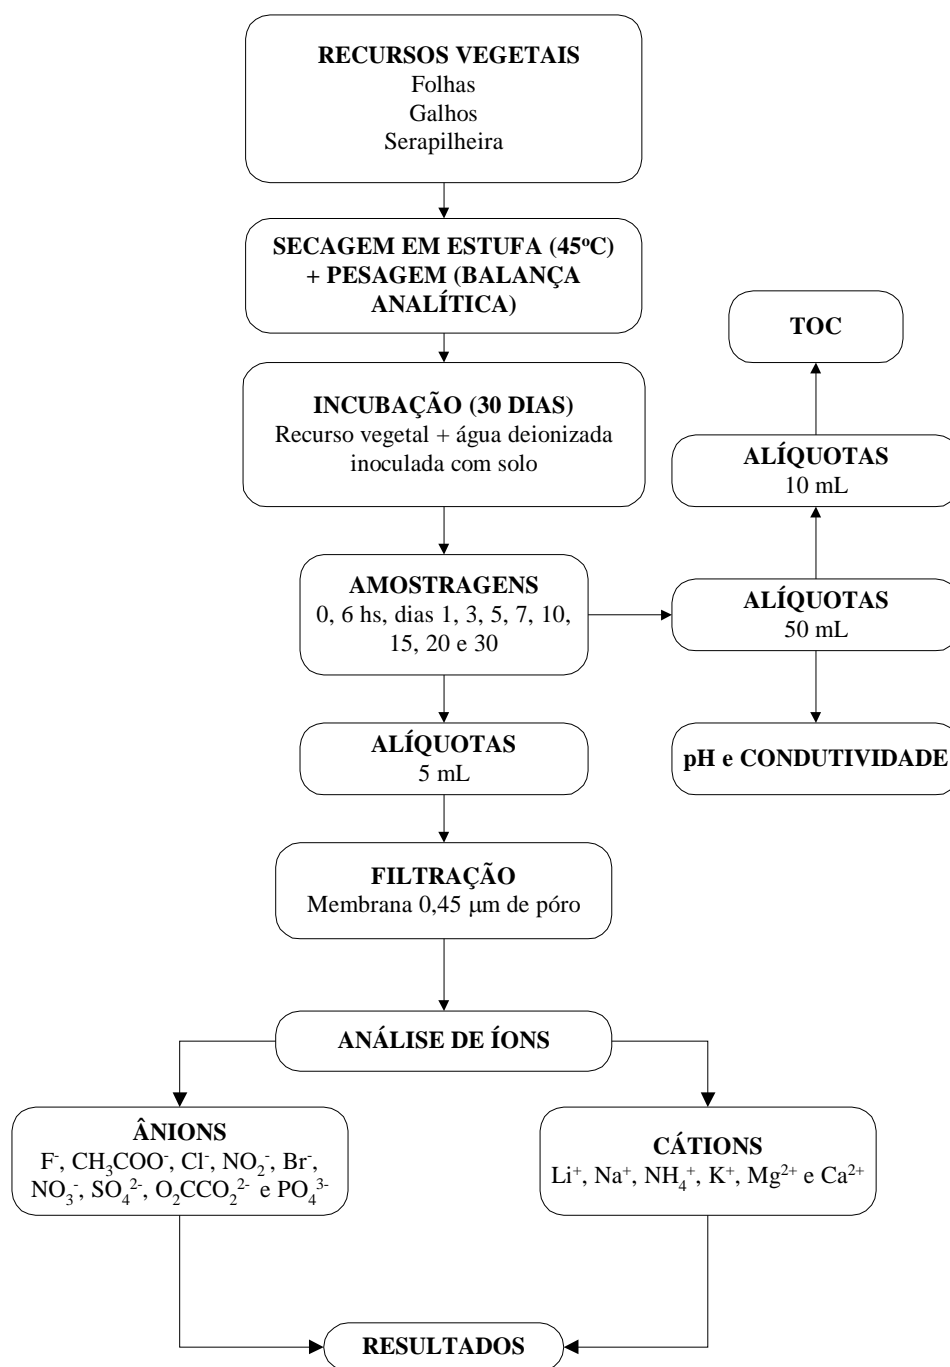 RECURSOS VEGETAIS
Folhas
Galhos
Serapilheira
SECAGEM EM ESTUFA (45ºC)
+ PESAGEM (BALANÇA
ANALÍTICA)
TOC
INCUBAÇÃO (30 DIAS)
Recurso vegetal + água deionizada
inoculada com solo
ALÍQUOTAS
10 mL
AMOSTRAGENS
0, 6 hs, dias 1, 3, 5, 7, 10,
15, 20 e 30
ALÍQUOTAS
50 mL
ALÍQUOTAS
5 mL
pH e CONDUTIVIDADE
FILTRAÇÃO
Membrana 0,45 μm de póro
ANÁLISE DE ÍONS
ÂNIONS
F⁻, CH₃COO⁻, Cl⁻, NO₂⁻, Br⁻,
NO₃⁻, SO₄²⁻, O₂CCO₂²⁻ e PO₄³⁻
CÁTIONS
Li⁺, Na⁺, NH₄⁺, K⁺, Mg²⁺ e Ca²⁺
RESULTADOS